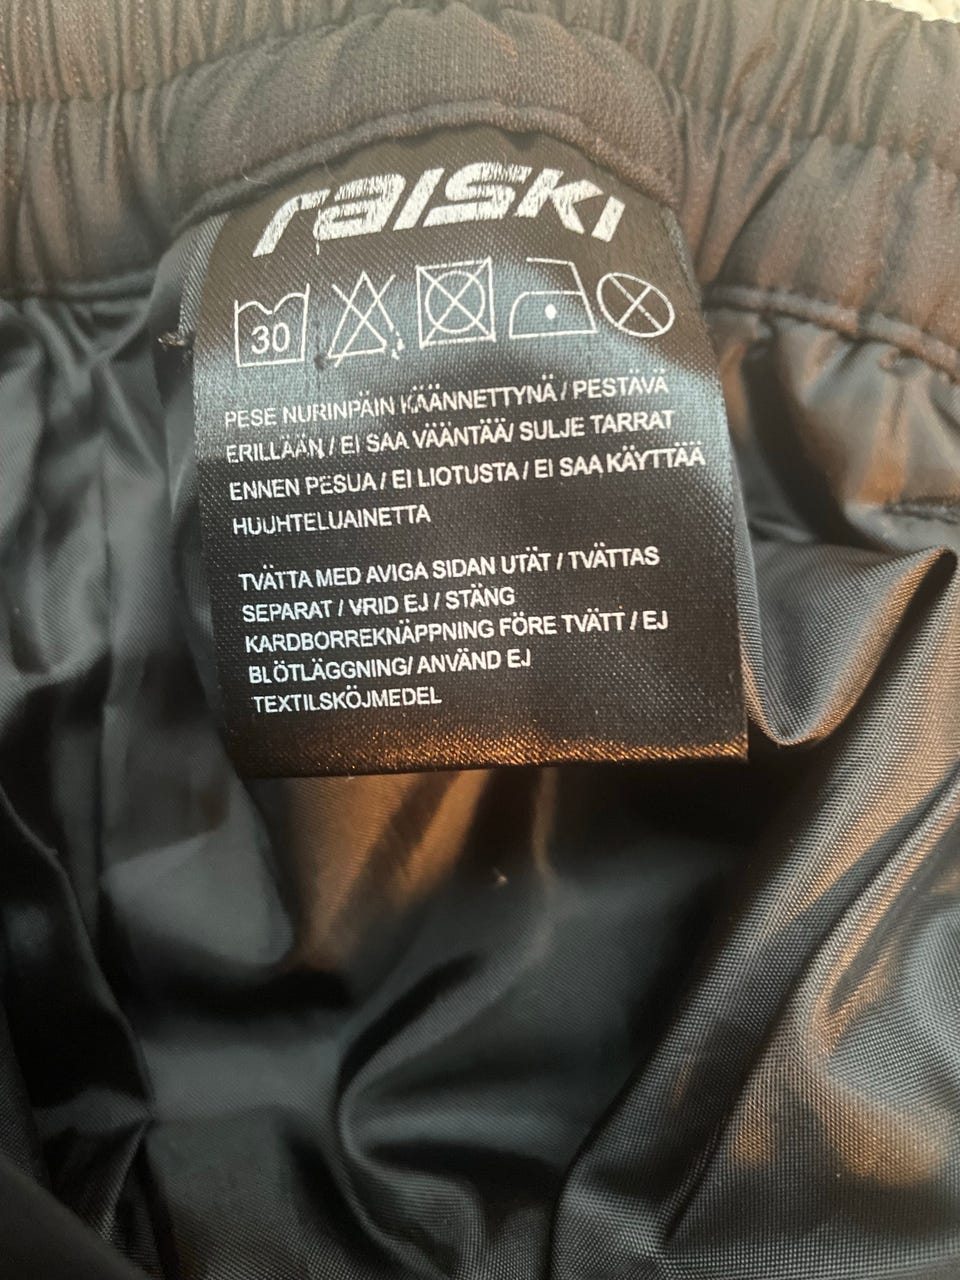 raiski
30
PESE NURINPÄIN KÄÄNNETTYNÄ / PESTÄVÄ
ERILLÄÄN / EI SAA VÄÄNTÄÄ/ SULJE TARRAT
ENNEN PESUA / EI LIOTUSTA / EI SAA KÄYTTÄÄ
HUUHTELUAINETTA
TVÄTTA MED AVIGA SIDAN UTÄT / TVÄTTAS
SEPARAT / VRID EJ / STÄNG
KARDBORREKNÄPPNING FÖRE TVÄTT / EJ
BLÖTLÄGGNING/ ANVÄND EJ
TEXTILSKÖJMEDEL